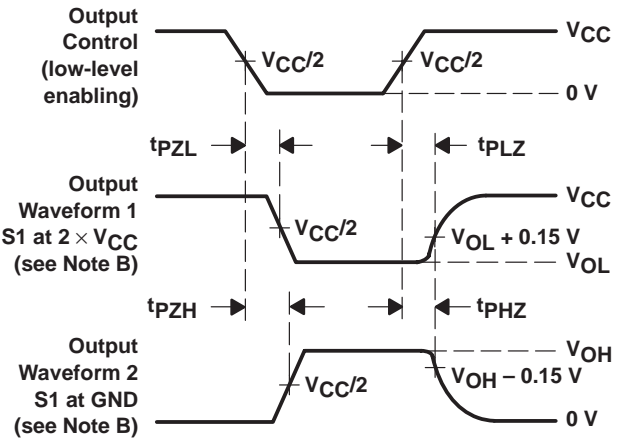 Output
Control
(low-level
enabling)
VCC/2
VCC/2
VCC
0 V
tPZL
tPLZ
Output
Waveform 1
S1 at 2 × VCC
(see Note B)
VCC/2
VCC
VOL + 0.15 V
VOL
tPZH
tPHZ
Output
Waveform 2
S1 at GND
(see Note B)
VCC/2
VOH
VOH – 0.15 V
0 V